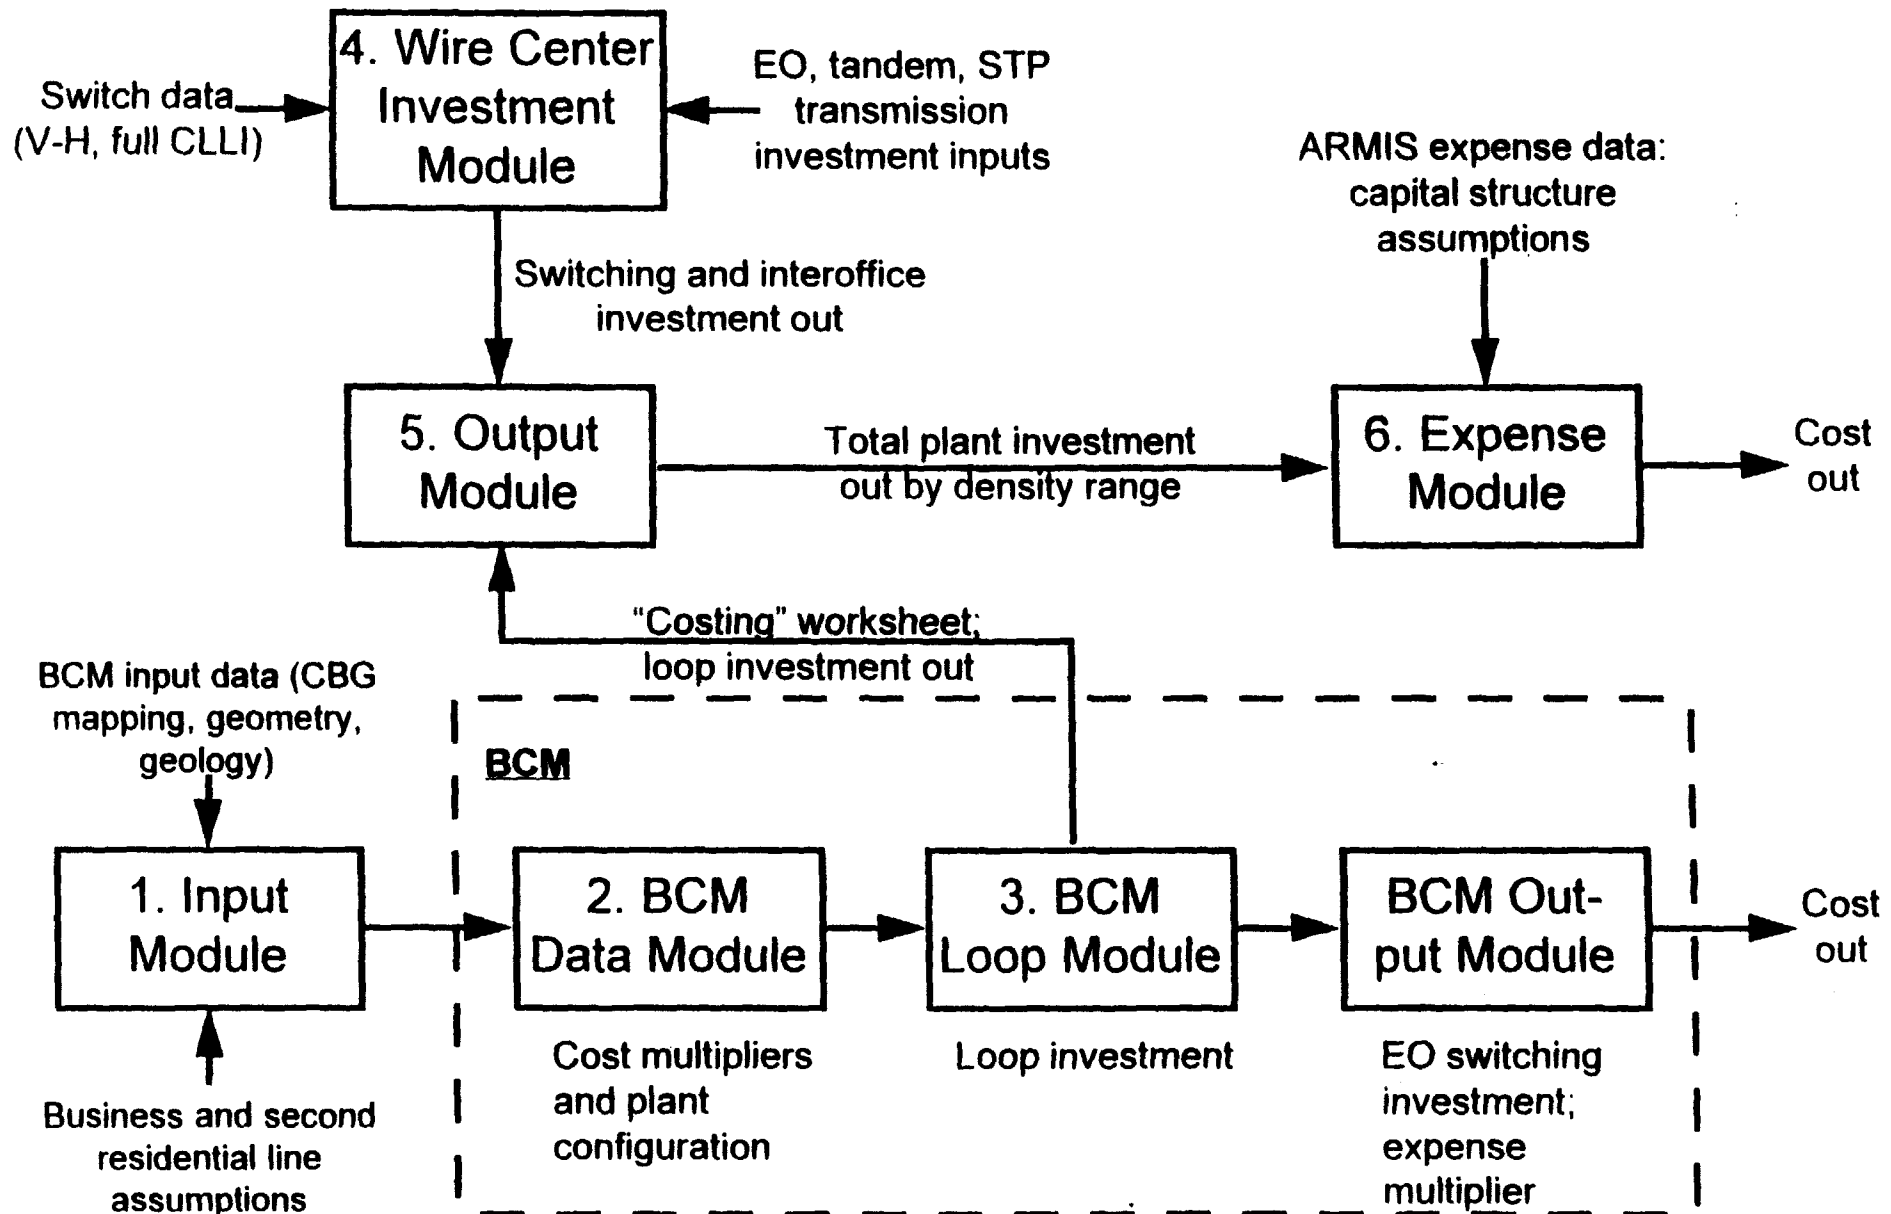 4. Wire Center
Investment
Module
Switch data
(V-H, full CLLI)
EO, tandem, STP
transmission
investment inputs
ARMIS expense data:
capital structure
assumptions
Switching and interoffice
investment out
5. Output
Module
Total plant investment
out by density range
6. Expense
Module
Cost
out
“Costing” worksheet;
loop investment out
BCM input data (CBG
mapping, geometry,
geology)
BCM
1. Input
Module
2. BCM
Data Module
3. BCM
Loop Module
BCM Out-
put Module
Cost
out
Business and second
residential line
assumptions
Cost multipliers
and plant
configuration
Loop investment
EO switching
investment;
expense
multiplier